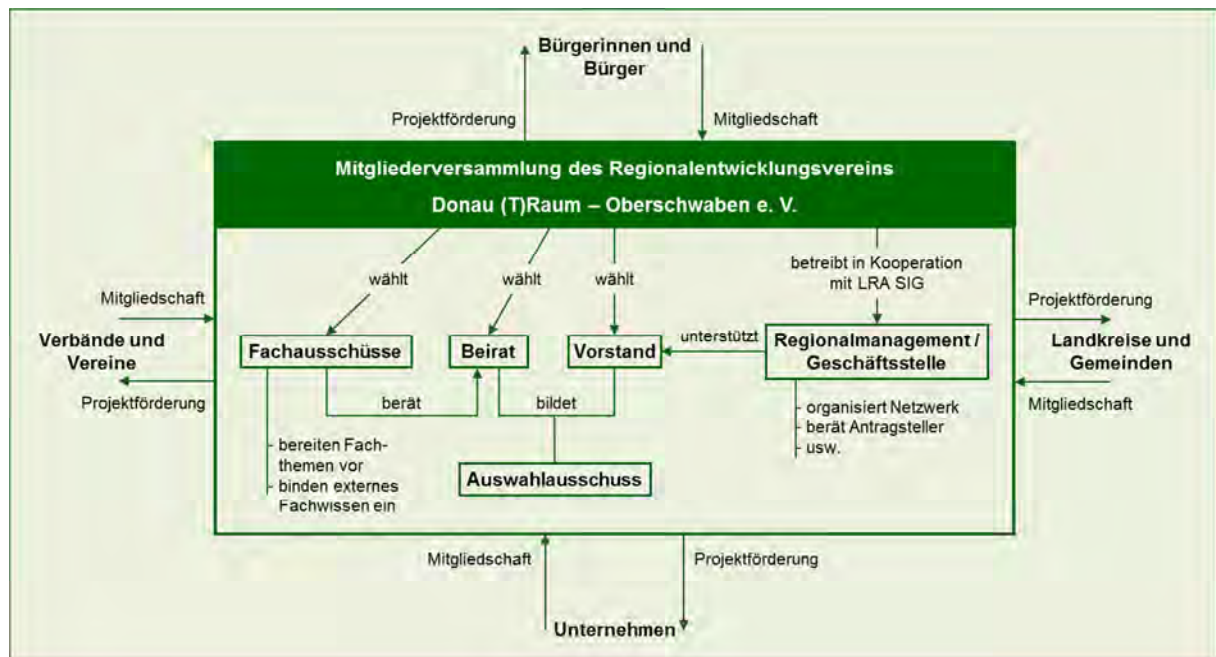 Bürgerinnen und
Bürger
Projektförderung
Mitgliedschaft
Mitgliederversammlung des Regionalentwicklungsvereins
Donau (T)Raum – Oberschwaben e. V.
wählt
wählt
wählt
betreibt in Kooperation
mit LRA SIG
Mitgliedschaft
Verbände und
Vereine
Projektförderung
Projektförderung
Landkreise und
Gemeinden
Mitgliedschaft
Fachausschüsse
Beirat
Vorstand
unterstützt
Regionalmanagement /
Geschäftsstelle
berät
bildet
- organisiert Netzwerk
- berät Antragsteller
- usw.
- bereiten Fach-
themen vor
- binden externes
Fachwissen ein
Auswahlausschuss
Mitgliedschaft
Projektförderung
Unternehmen